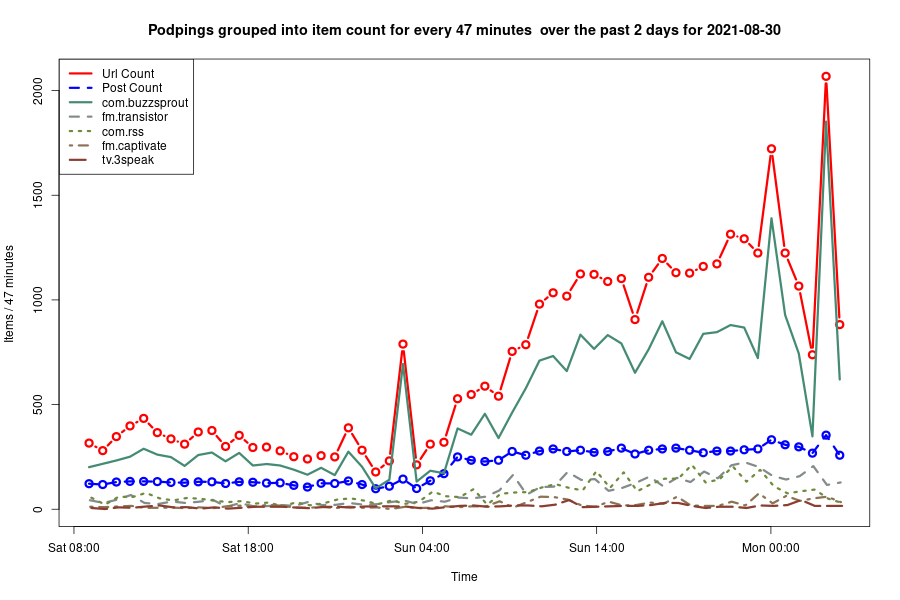 Podpings grouped into item count for every 47 minutes  over the past 2 days for 2021-08-30
Url Count
Post Count
com.buzzsprout
fm.transistor
com.rss
fm.captivate
tv.3speak
Items / 47 minutes
2000
1500
1000
500
0
Sat 08:00 Sat 18:00 Sun 04:00 Sun 14:00 Mon 00:00
Time